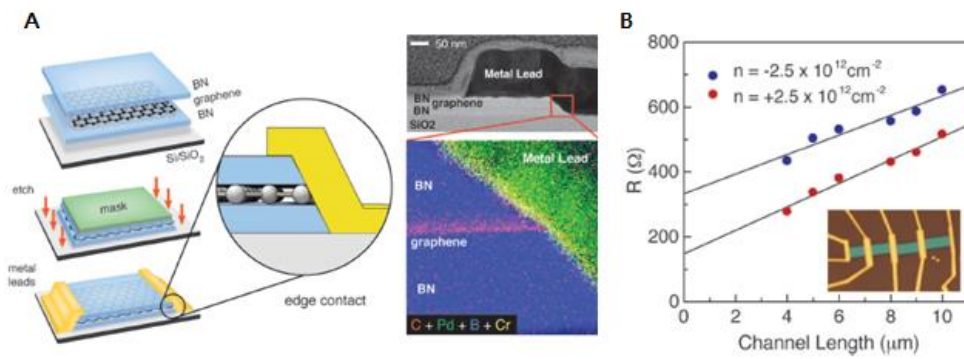 A
BN
graphene
BN
Si/SiO₂
etch
mask
metal
leads
edge contact
50 nm
Metal Lead
BN
graphene
BN
SiO2
BN
Metal Lead
graphene
BN
C + Pd + B + Cr
B
800
600
400
200
0
R (Ω)
n = -2.5 x 10¹²cm⁻²
n = +2.5 x 10¹²cm⁻²
0 2 4 6 8 10
Channel Length (μm)